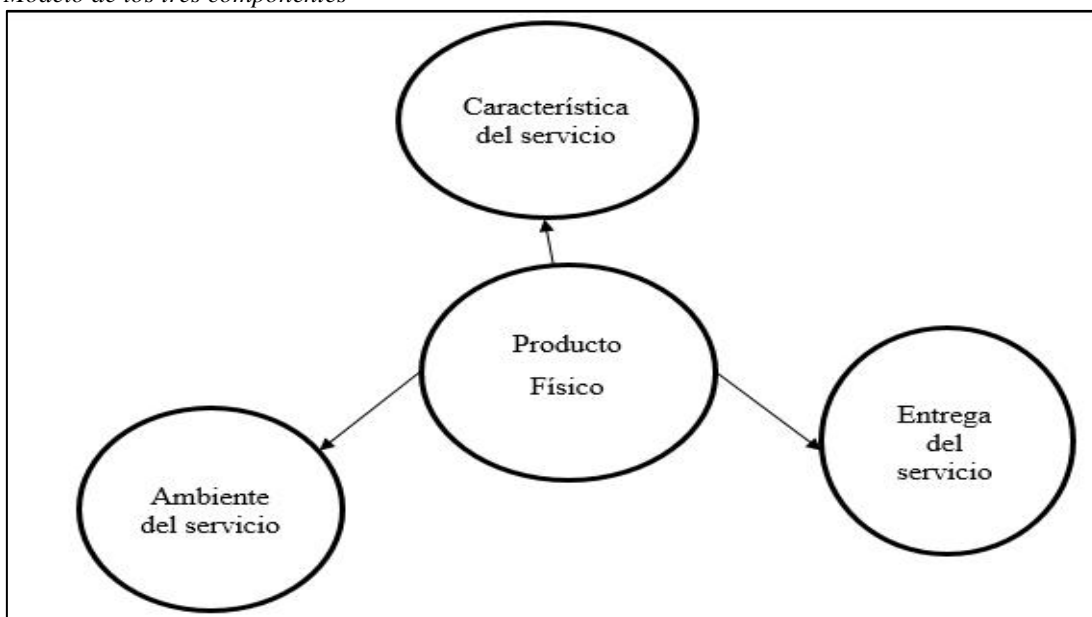 Modelo de los tres componentes
Característica
del servicio
Producto
Físico
Entrega
del
servicio
Ambiente
del servicio